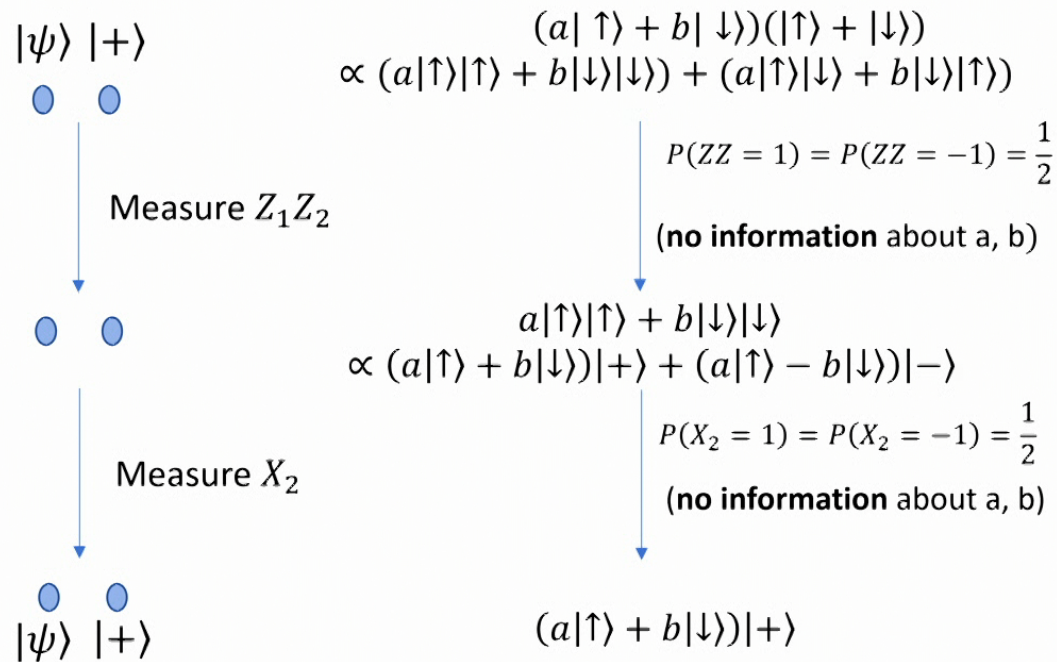 |ψ⟩ |+⟩
(a| ↑⟩ + b| ↓⟩)(|↑⟩ + |↓⟩)
∝ (a|↑⟩|↑⟩ + b|↓⟩|↓⟩) + (a|↑⟩|↓⟩ + b|↓⟩|↑⟩)
Measure Z₁Z₂
P(ZZ = 1) = P(ZZ = −1) = 1/2
(no information about a, b)
a|↑⟩|↑⟩ + b|↓⟩|↓⟩
∝ (a|↑⟩ + b|↓⟩)|+⟩ + (a|↑⟩ − b|↓⟩)|−⟩
Measure X₂
P(X₂ = 1) = P(X₂ = −1) = 1/2
(no information about a, b)
|ψ⟩ |+⟩
(a|↑⟩ + b|↓⟩)|+⟩